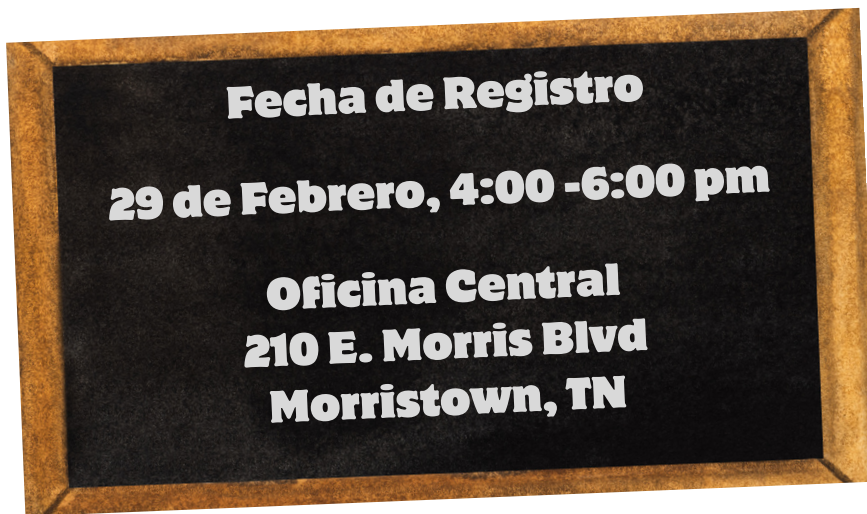 Fecha de Registro
29 de Febrero, 4:00 -6:00 pm
Oficina Central
210 E. Morris Blvd
Morristown, TN